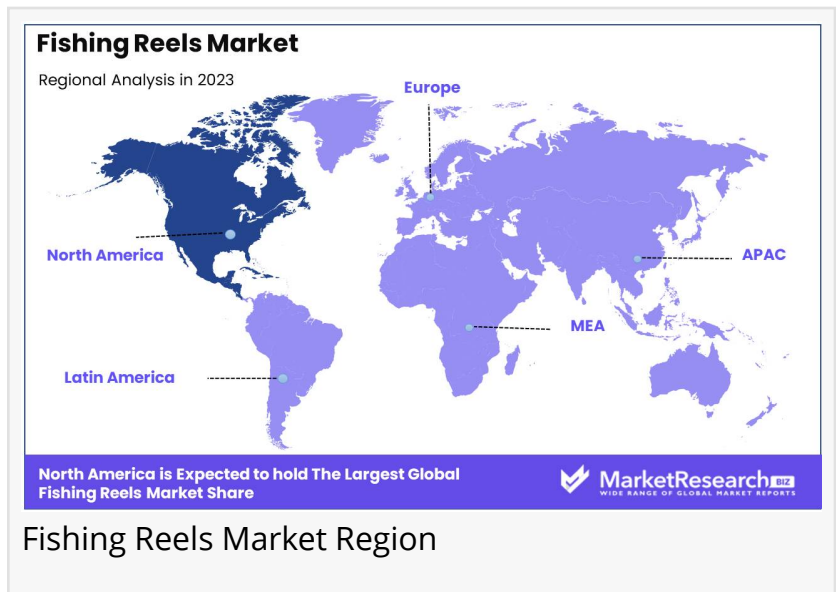 Fishing Reels Market
Regional Analysis in 2023
Europe
North America
APAC
MEA
Latin America
North America is Expected to hold The Largest Global
Fishing Reels Market Share
MarketResearch BIZ
WIDE RANGE OF GLOBAL MARKET REPORTS
Fishing Reels Market Region